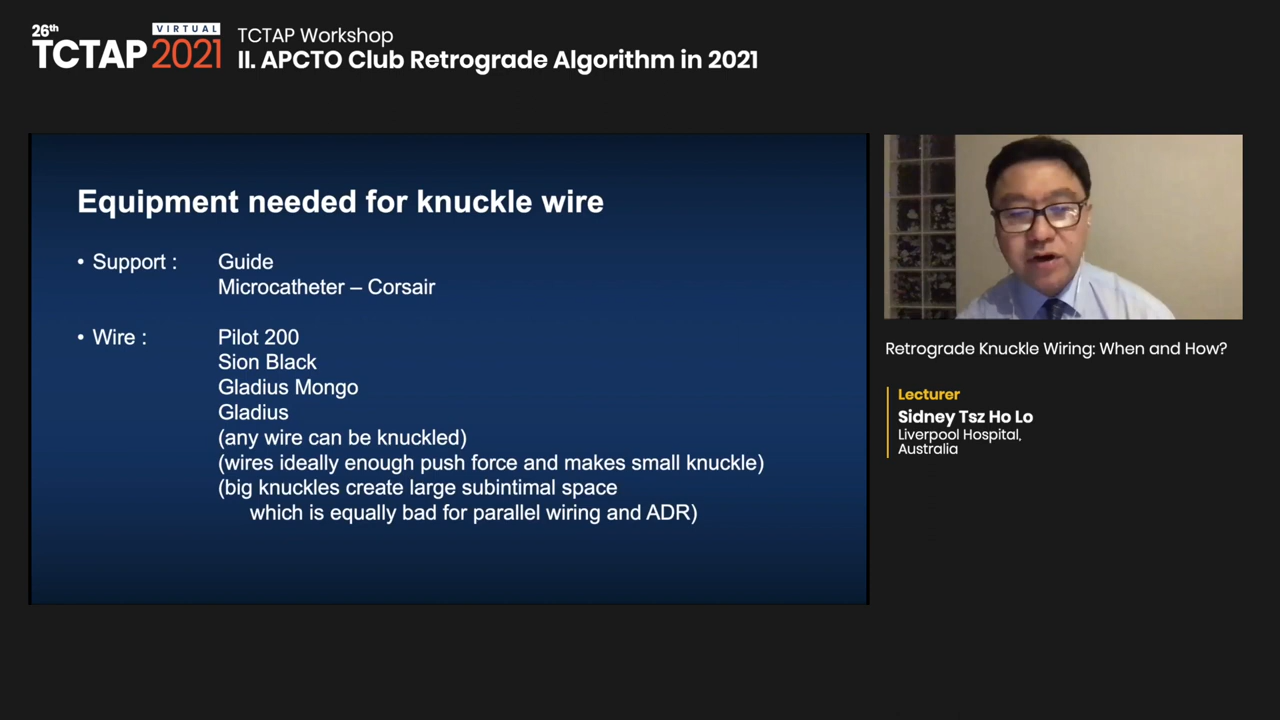 26th
VIRTUAL
TCTAP 2021
TCTAP Workshop
II. APCTO Club Retrograde Algorithm in 2021
Equipment needed for knuckle wire
• Support : Guide
Microcatheter – Corsair
• Wire : Pilot 200
Sion Black
Gladius Mongo
Gladius
(any wire can be knuckled)
(wires ideally enough push force and makes small knuckle)
(big knuckles create large subintimal space
which is equally bad for parallel wiring and ADR)
Retrograde Knuckle Wiring: When and How?
Lecturer
Sidney Tsz Ho Lo
Liverpool Hospital,
Australia